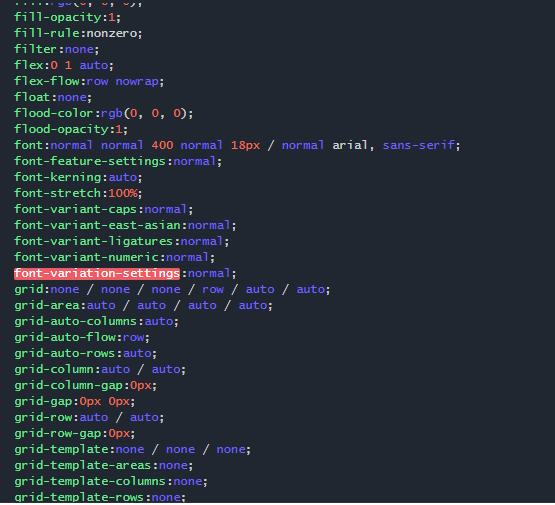 fill:rgb(0, 0, 0);
fill-opacity:1;
fill-rule:nonzero;
filter:none;
flex:0 1 auto;
flex-flow:row nowrap;
float:none;
flood-color:rgb(0, 0, 0);
flood-opacity:1;
font:normal normal 400 normal 18px / normal arial, sans-serif;
font-feature-settings:normal;
font-kerning:auto;
font-stretch:100%;
font-variant-caps:normal;
font-variant-east-asian:normal;
font-variant-ligatures:normal;
font-variant-numeric:normal;
font-variation-settings:normal;
grid:none / none / none / row / auto / auto;
grid-area:auto / auto / auto / auto;
grid-auto-columns:auto;
grid-auto-flow:row;
grid-auto-rows:auto;
grid-column:auto / auto;
grid-column-gap:0px;
grid-gap:0px 0px;
grid-row:auto / auto;
grid-row-gap:0px;
grid-template:none / none / none;
grid-template-areas:none;
grid-template-columns:none;
grid-template-rows:none;